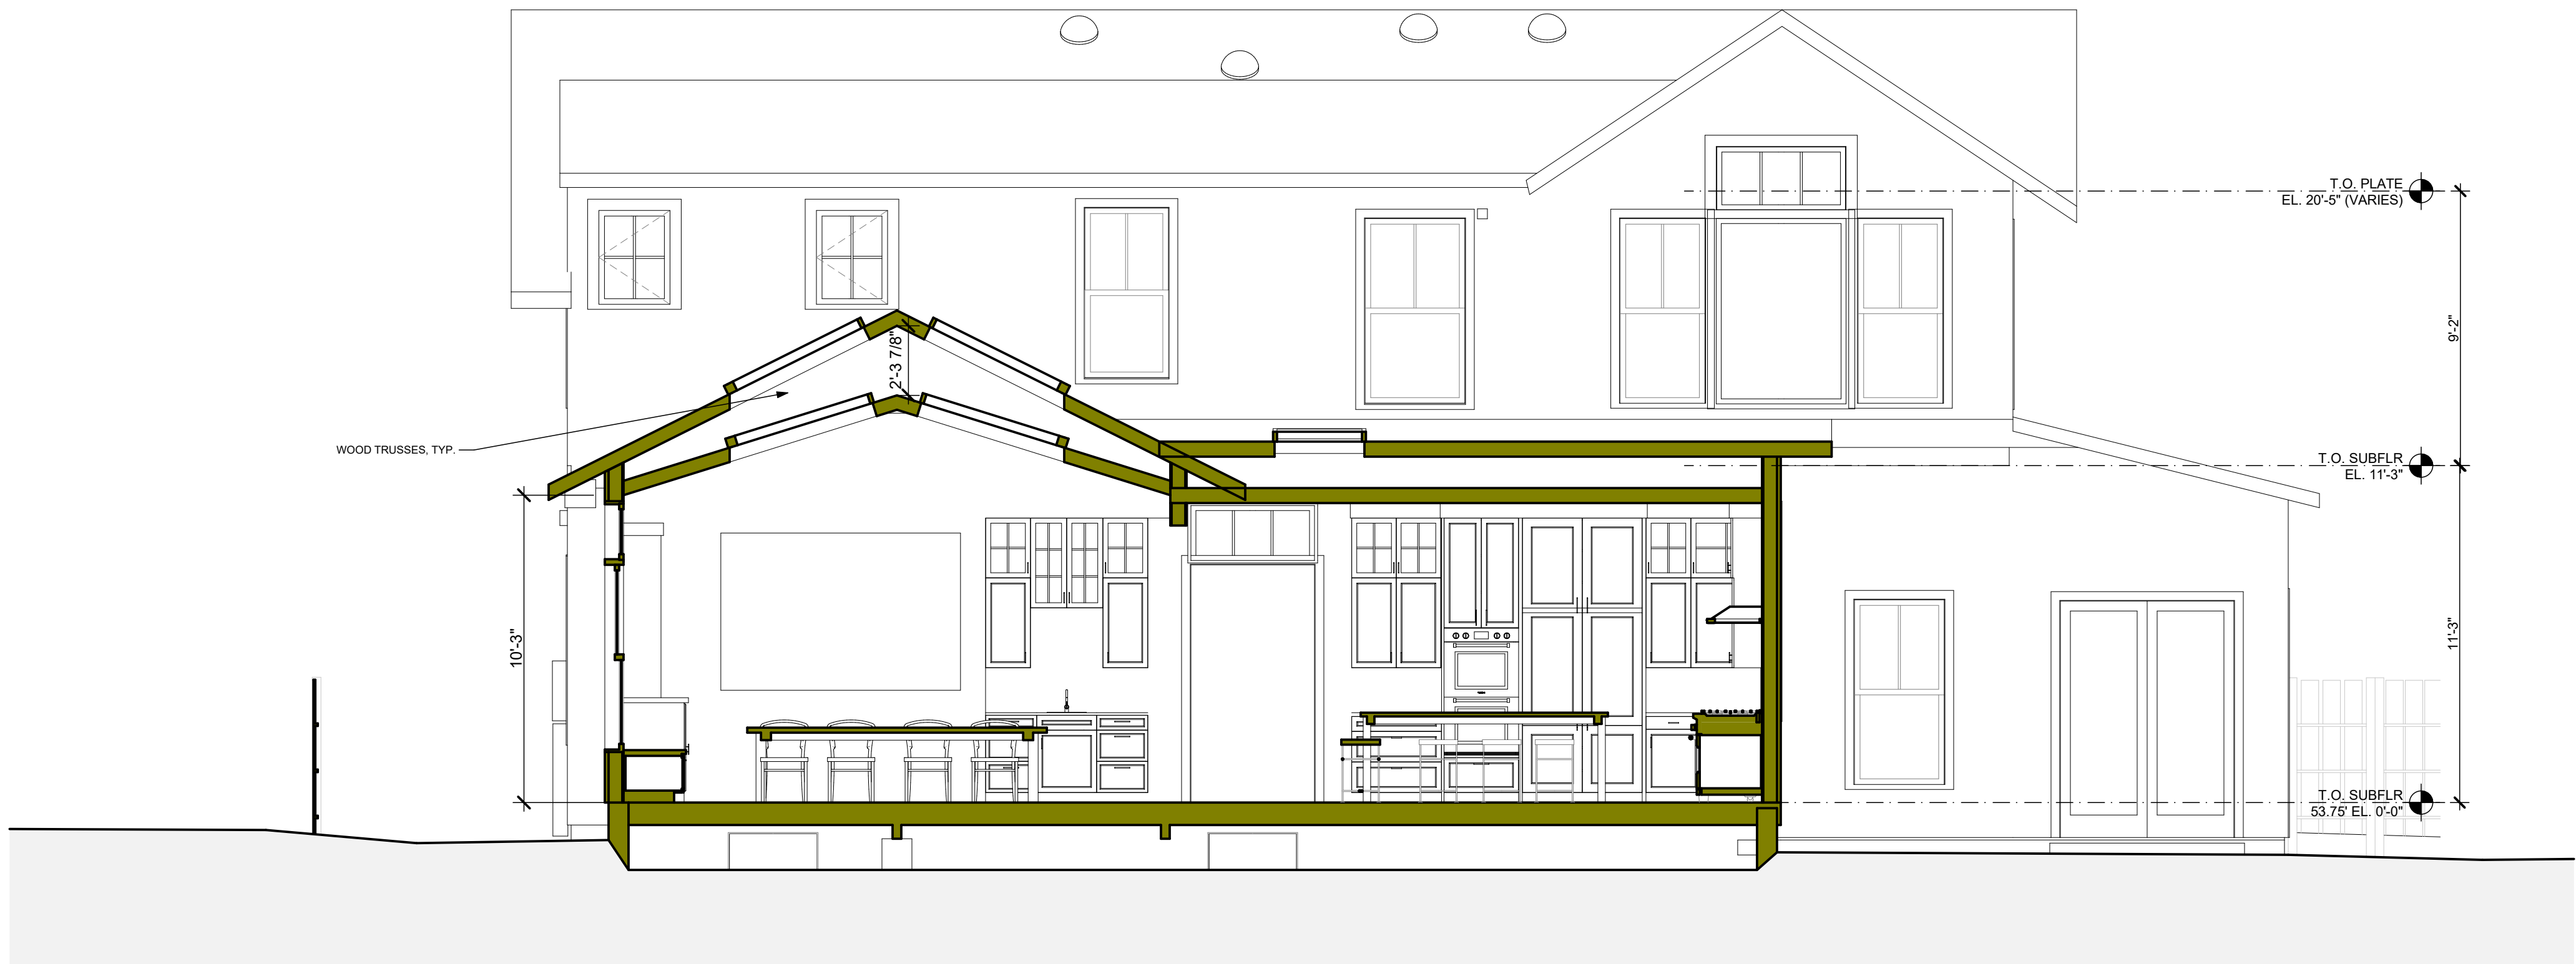 T.O. PLATE
EL. 20'-5" (VARIES)
9'-2"
2'-3 7/8"
WOOD TRUSSES, TYP.
T.O. SUBFLR
EL. 11'-3"
10'-3"
11'-3"
T.O. SUBFLR
53.75' EL. 0'-0"